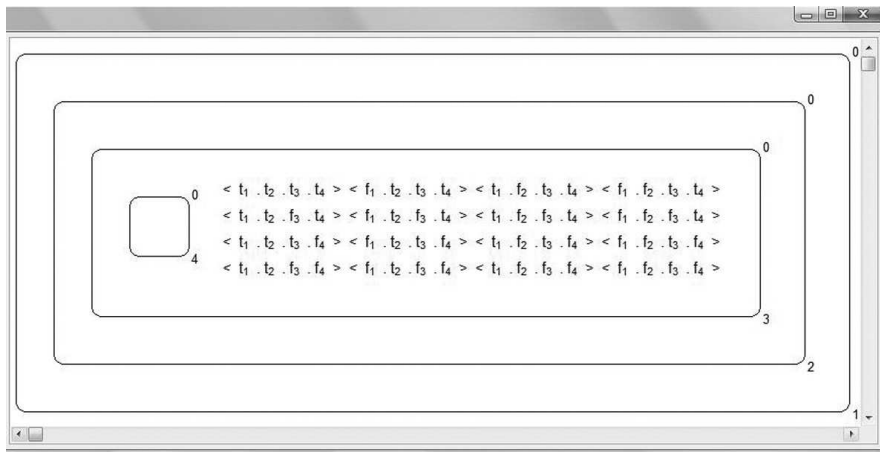 0
0
0
0 < t₁ . t₂ . t₃ . t₄ > < f₁ . t₂ . t₃ . t₄ > < t₁ . f₂ . t₃ . t₄ > < f₁ . f₂ . t₃ . t₄ >
< t₁ . t₂ . f₃ . t₄ > < f₁ . t₂ . f₃ . t₄ > < t₁ . f₂ . f₃ . t₄ > < f₁ . f₂ . f₃ . t₄ >
< t₁ . t₂ . t₃ . f₄ > < f₁ . t₂ . t₃ . f₄ > < t₁ . f₂ . t₃ . f₄ > < f₁ . f₂ . t₃ . f₄ >
4 < t₁ . t₂ . f₃ . f₄ > < f₁ . t₂ . f₃ . f₄ > < t₁ . f₂ . f₃ . f₄ > < f₁ . f₂ . f₃ . f₄ >
3
2
1